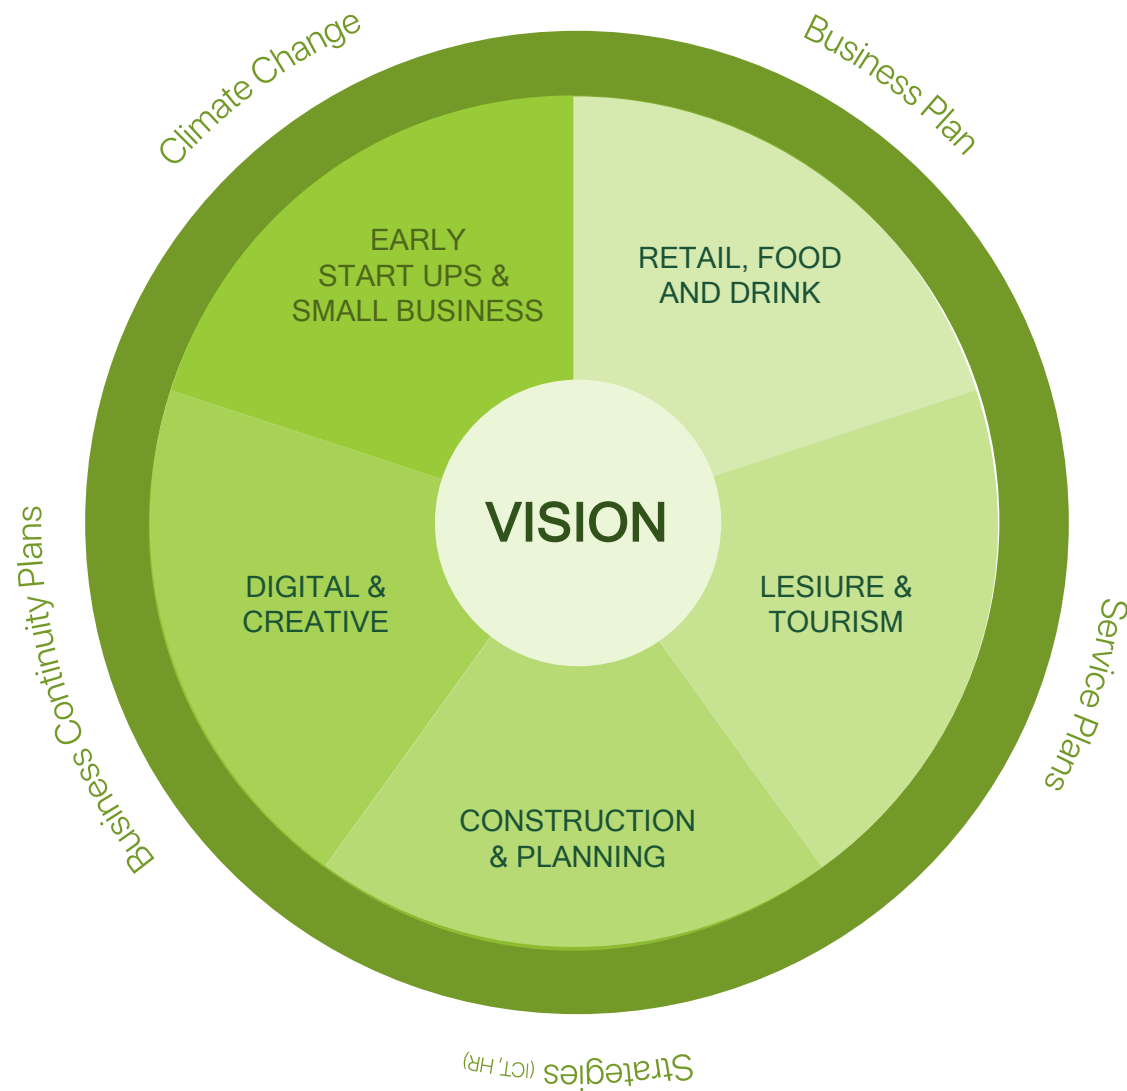 Climate Change
Business Plan
EARLY
START UPS &
SMALL BUSINESS
RETAIL, FOOD
AND DRINK
VISION
DIGITAL &
CREATIVE
LESIURE &
TOURISM
CONSTRUCTION
& PLANNING
Business Continuity Plans
Service Plans
Strategies (ICT, HR)